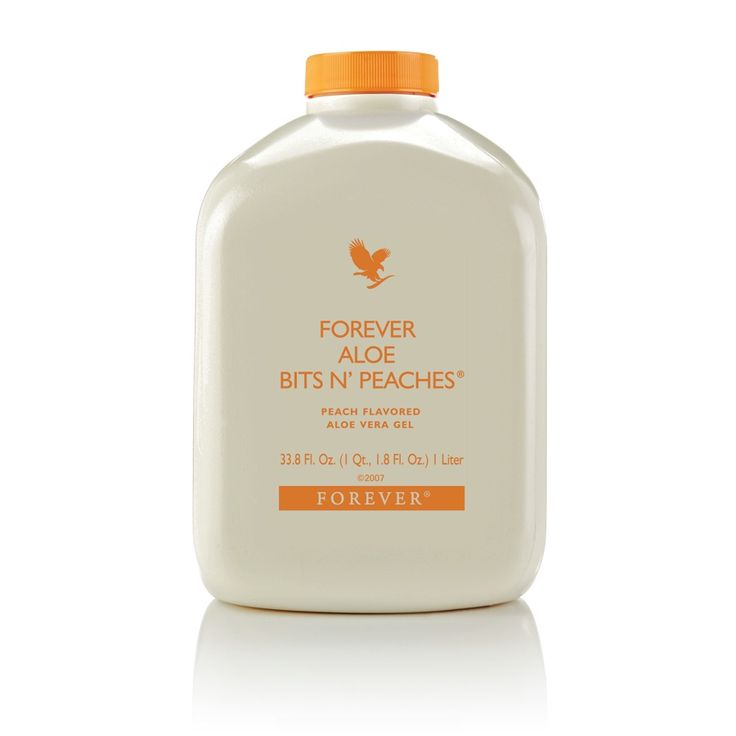 FOREVER
ALOE
BITS N' PEACHES®
PEACH FLAVORED
ALOE VERA GEL
33.8 Fl. Oz. (1 Qt., 1.8 Fl. Oz.) 1 Liter
©2007
FOREVER®